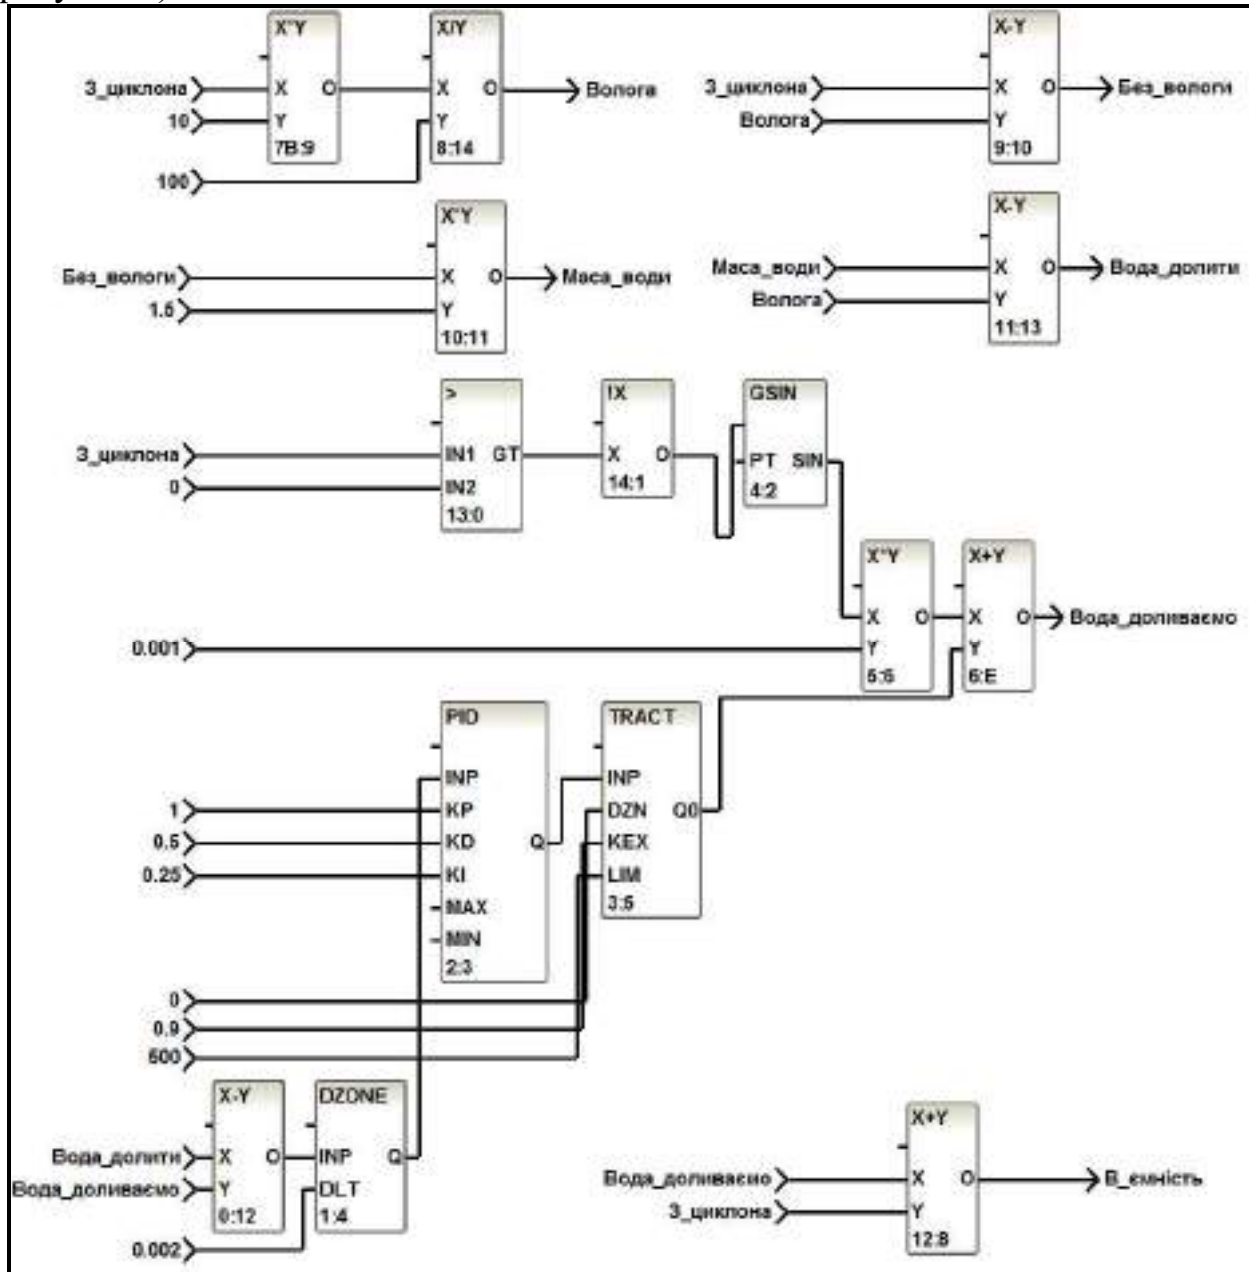 X*Y
X/Y
X-Y
З_циклона
X O
X O
Волога
З_циклона
X O
Без_вологи
10
Y
Y
Волога
Y
7B:9
8:14
9:10
100
X*Y
X-Y
Без_вологи
X O
Маса_води
Маса_води
X O
Вода_долити
1.5
Y
Волога
Y
10:11
11:13
>
!X
GSIN
З_циклона
IN1 GT
X O
PT SIN
0
IN2
14:1
4:2
13:0
X*Y
X+Y
X O
X O
Вода_доливаємо
0.001
Y
Y
5:6
6:E
PID
TRACT
INP
INP
1
KP
DZN Q0
0.5
KD Q
KEX
0.25
KI
LIM
MAX
3:5
MIN
2:3
0
0.9
500
X-Y
DZONE
X+Y
Вода_долити
X O
INP Q
Вода_доливаємо
X O
В_ємність
Вода_доливаємо
Y
DLT
З_циклона
Y
0:12
1:4
12:8
0.002